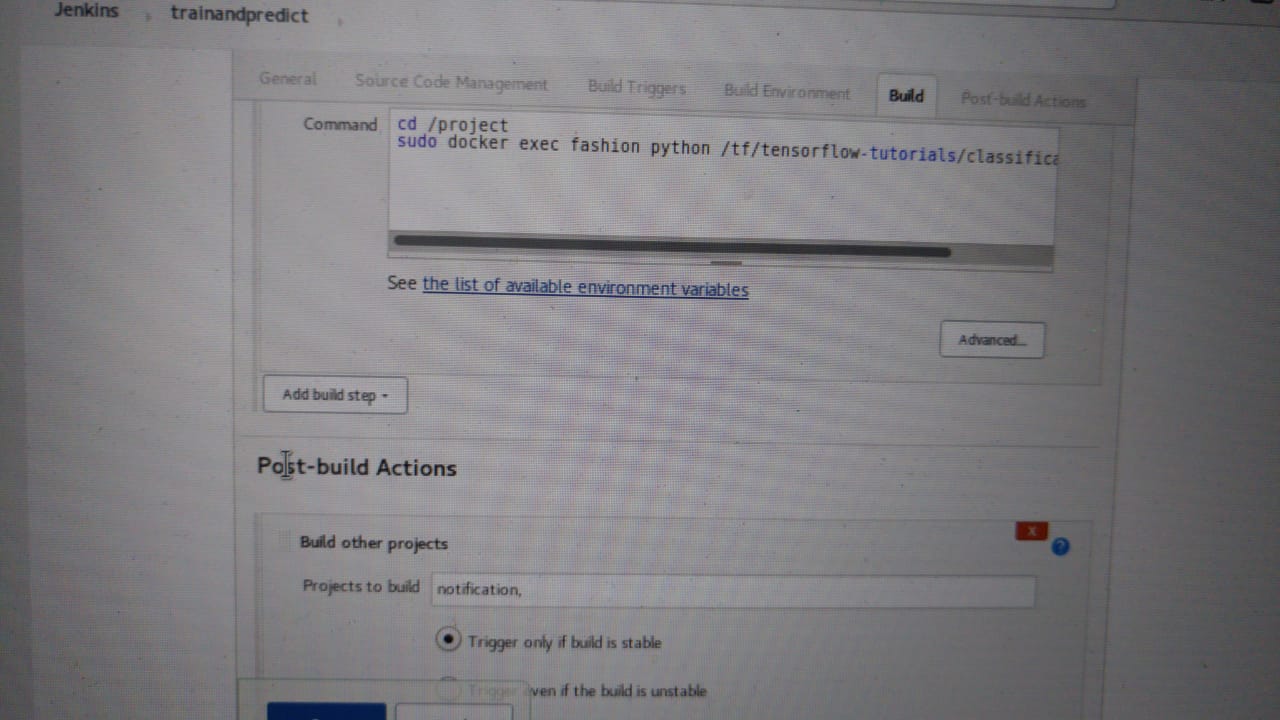 Jenkins trainandpredict
General Source Code Management Build Triggers Build Environment Build Post-build Actions
Command
cd /project
sudo docker exec fashion python /tf/tensorflow-tutorials/classifica
See the list of available environment variables
Advanced...
Add build step
Post-build Actions
Build other projects
X
?
Projects to build notification,
Trigger only if build is stable
Trigger even if the build is unstable